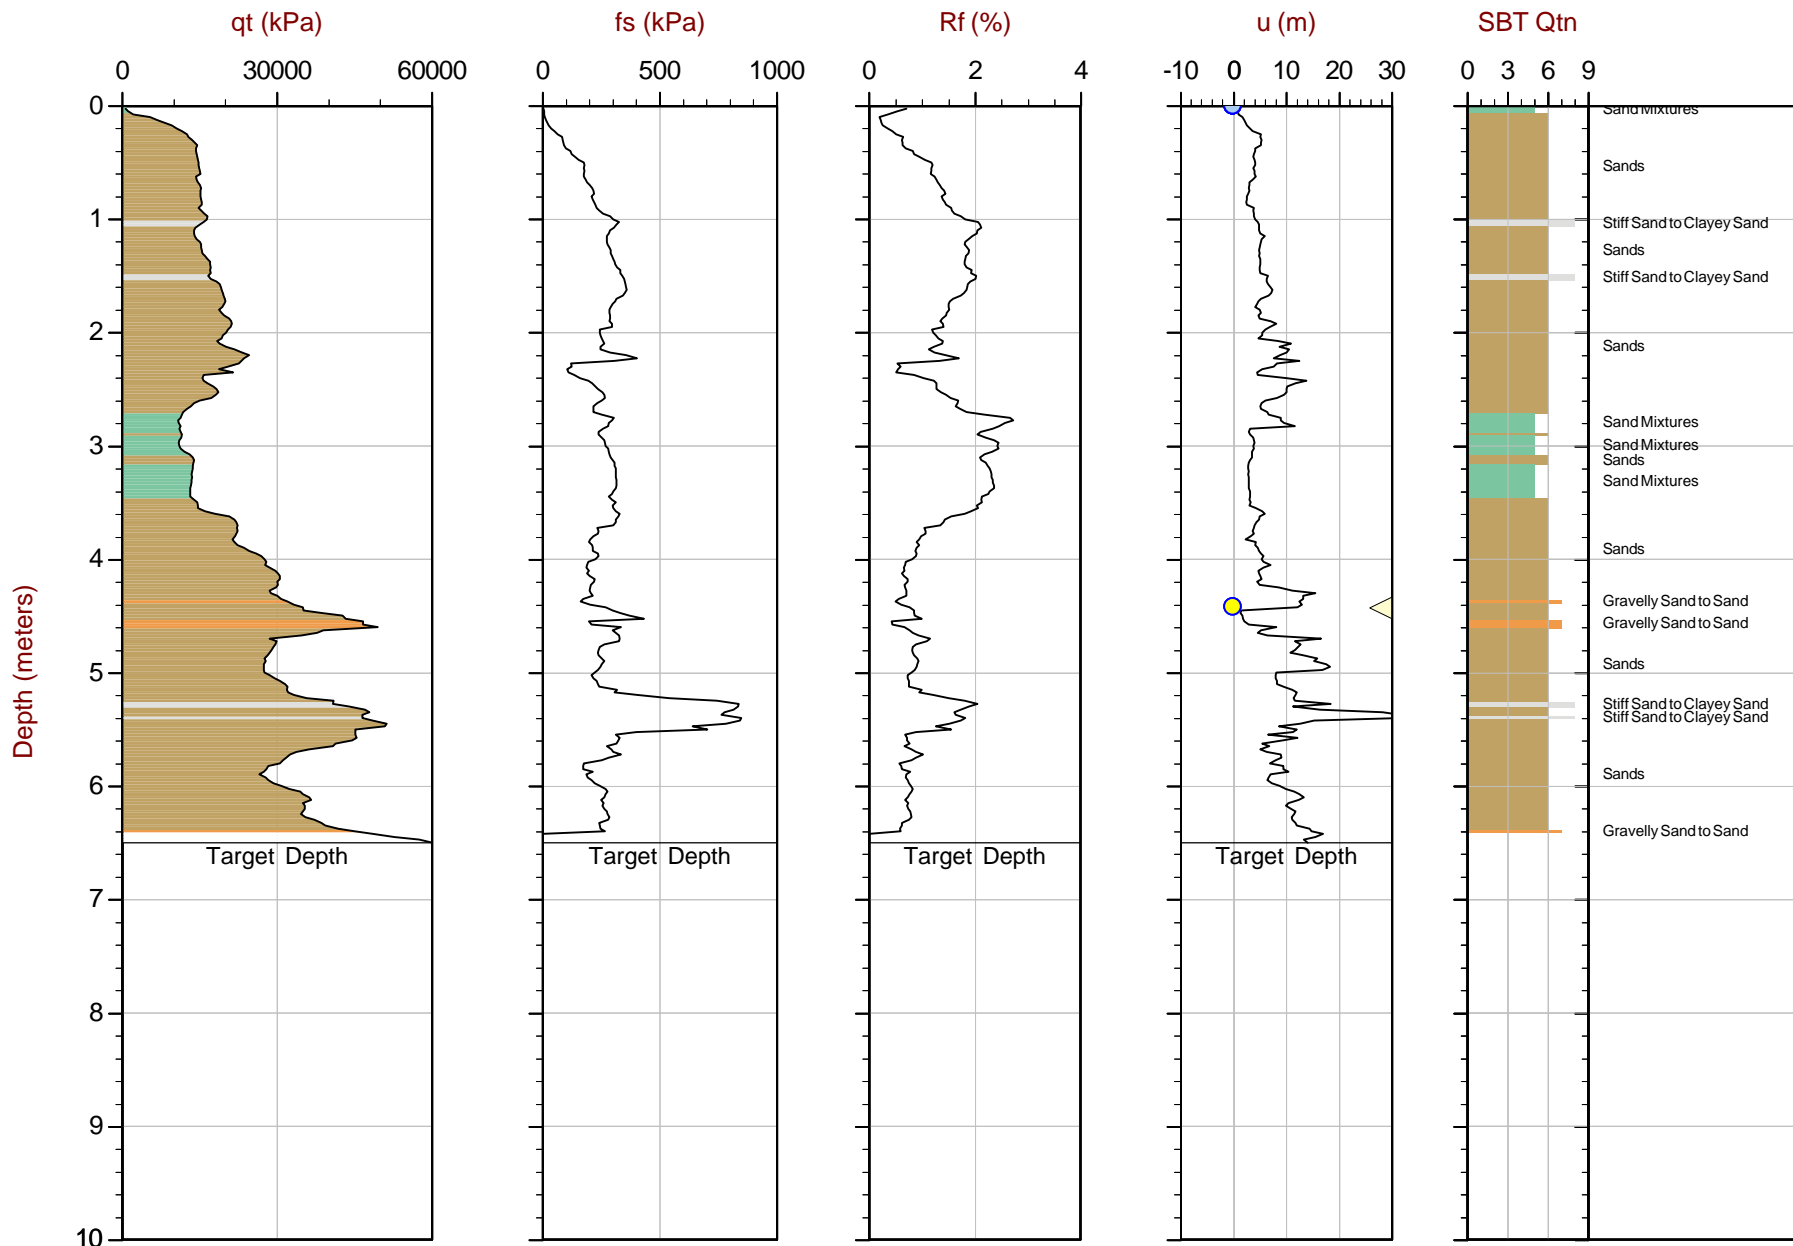 qt (kPa) fs (kPa) Rf (%) u (m) SBT Qtn
0 30000 60000 0 500 1000 0 2 4 -10 0 10 20 30 0 3 6 9
0
Sand Mixtures
Sands
1
Stiff Sand to Clayey Sand
Sands
Stiff Sand to Clayey Sand
2
Sands
Sand Mixtures
3
Sand Mixtures
Sands
Sand Mixtures
Sands
4
Gravelly Sand to Sand
Gravelly Sand to Sand
Sands
5
Stiff Sand to Clayey Sand
Stiff Sand to Clayey Sand
Depth (meters)
Sands
6
Gravelly Sand to Sand
Target Depth Target Depth Target Depth Target Depth
7
8
9
10